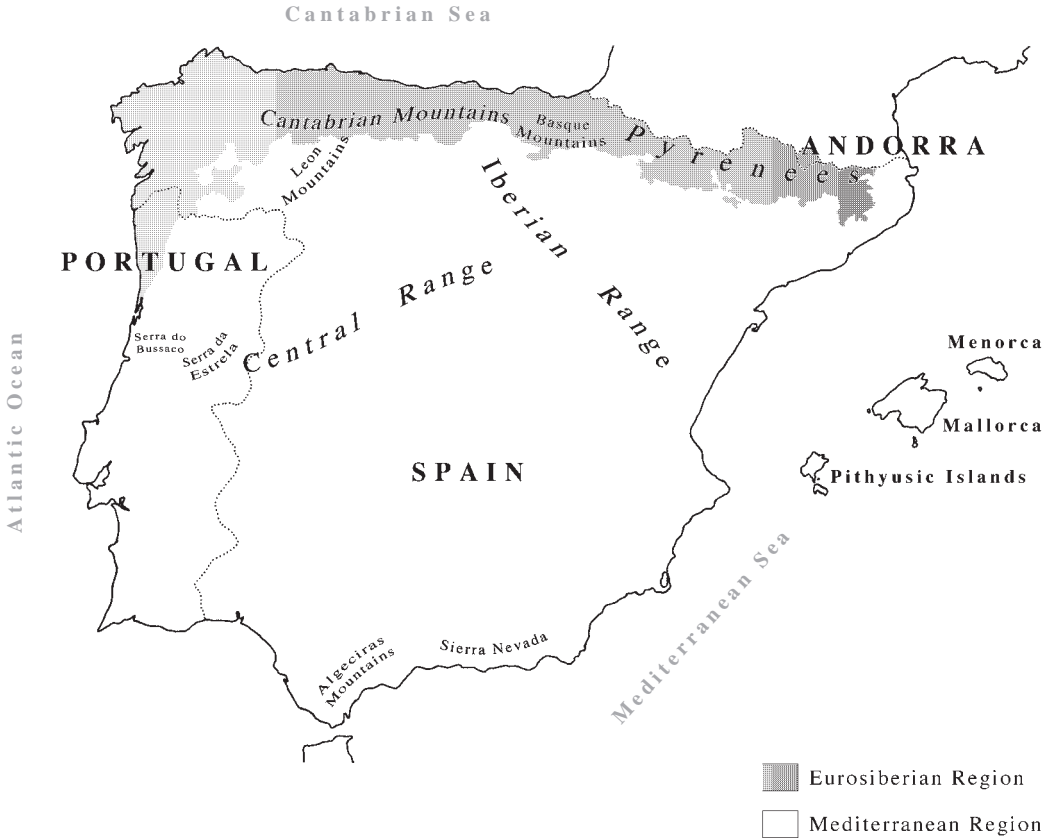 Cantabrian Sea
Cantabrian Mountains
Basque
Mountains
Pyrenees
ANDORRA
Leon
Mountains
Iberian Range
PORTUGAL
Central Range
Serra do
Bussaco
Serra da
Estrela
Atlantic Ocean
Menorca
Mallorca
SPAIN
Pithyusic Islands
Mediterranean Sea
Algeciras
Mountains
Sierra Nevada
Eurosiberian Region
Mediterranean Region